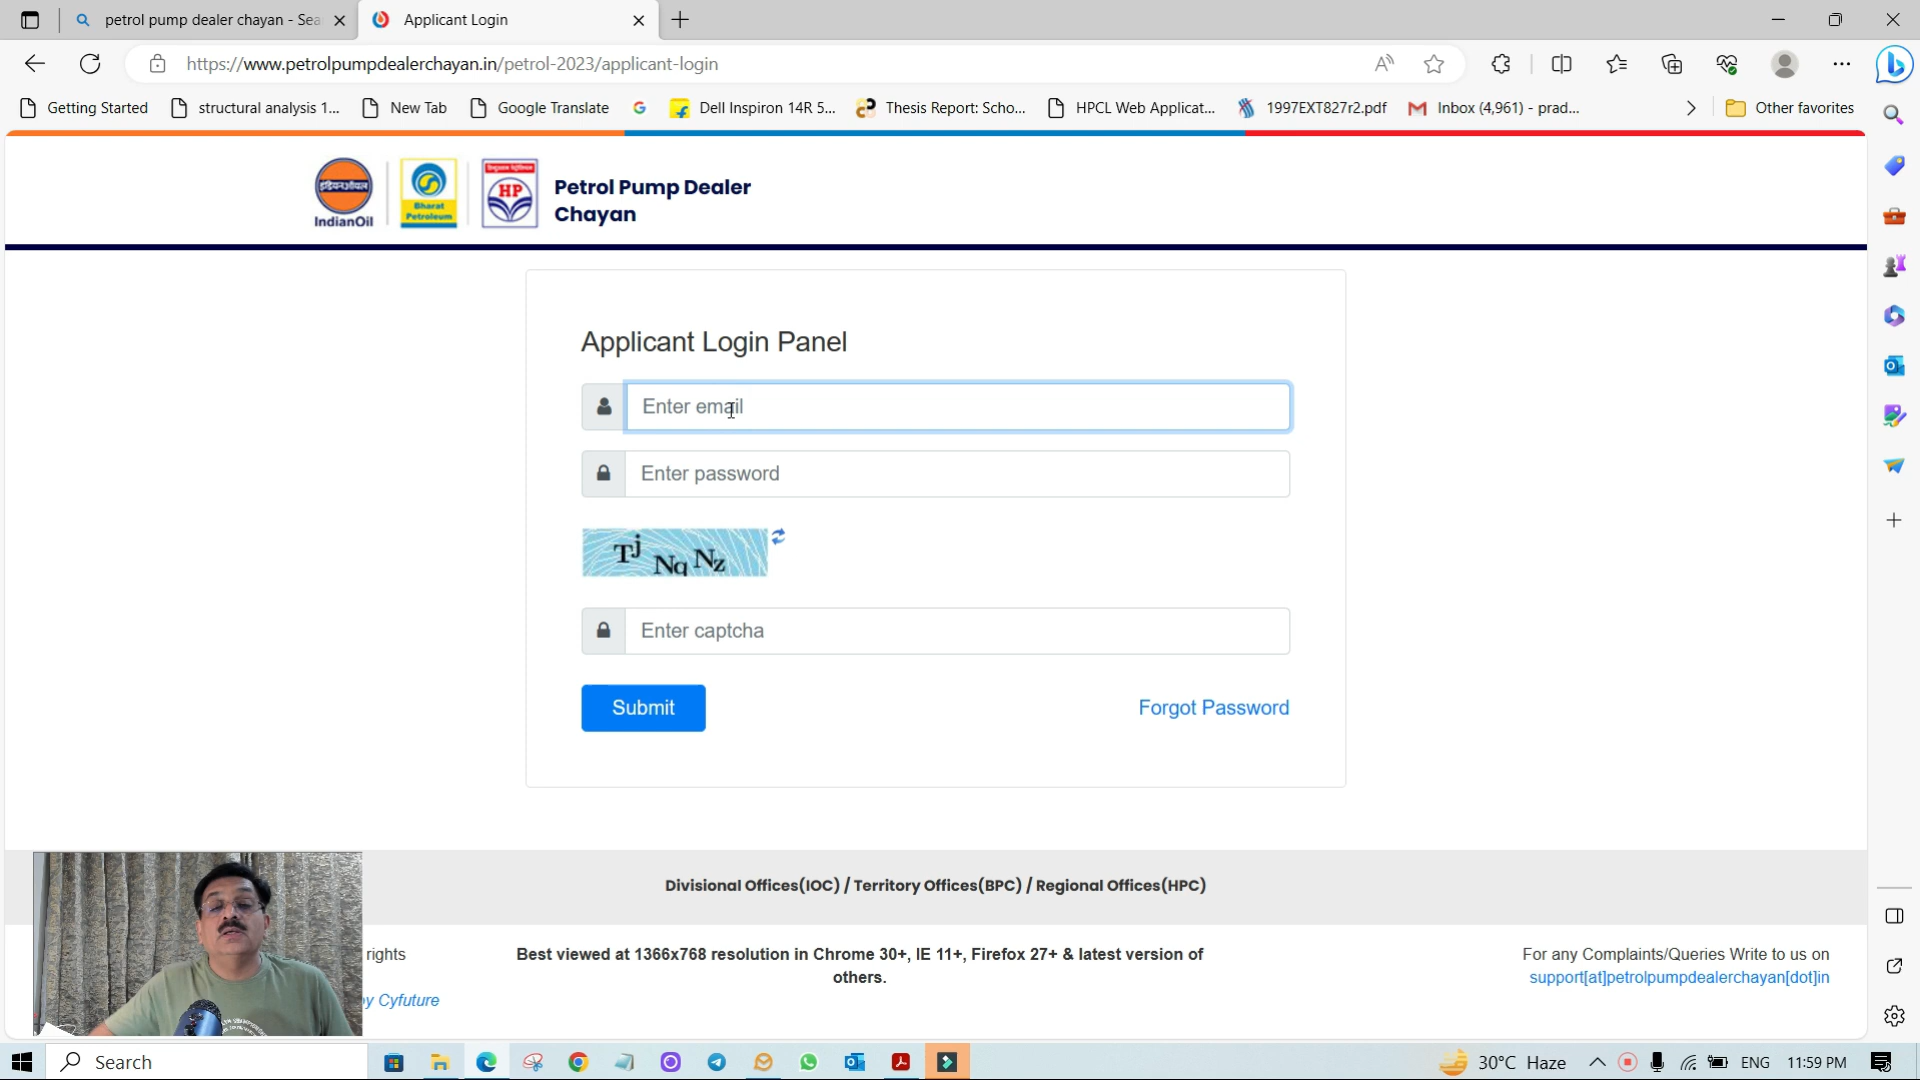 petrol pump dealer chayan - Sea
Applicant Login
https://www.petrolpumpdealerchayan.in/petrol-2023/applicant-login
Getting Started
structural analysis 1...
New Tab
Google Translate
Dell Inspiron 14R 5...
Thesis Report: Scho...
HPCL Web Applicat...
1997EXT827r2.pdf
Inbox (4,961) - prad...
Other favorites
इंडियनऑयल
IndianOil
Bharat
Petroleum
हिन्दुस्तान पेट्रोलियम
HP
Petrol Pump Dealer
Chayan
Applicant Login Panel
Enter email
Enter password
Tj Nq Nz
Enter captcha
Submit
Forgot Password
Divisional Offices(IOC) / Territory Offices(BPC) / Regional Offices(HPC)
rights
y Cyfuture
Best viewed at 1366x768 resolution in Chrome 30+, IE 11+, Firefox 27+ & latest version of
others.
For any Complaints/Queries Write to us on
support[at]petrolpumpdealerchayan[dot]in
Search
30°C Haze
ENG
11:59 PM